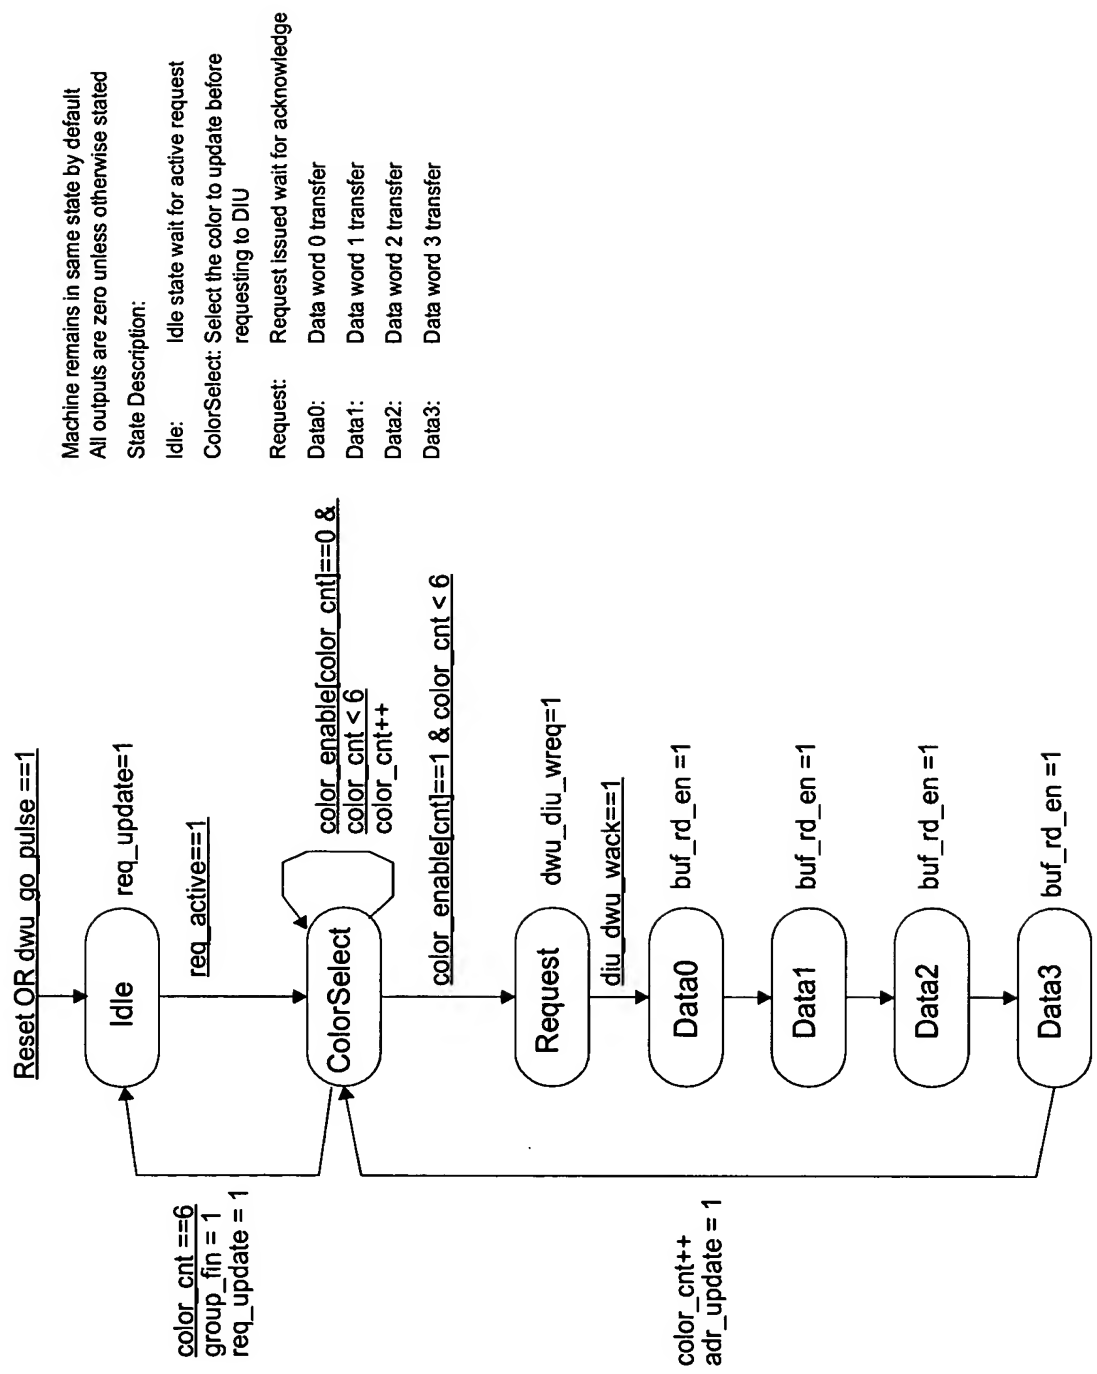 Reset OR dwu_go_pulse ==1
Idle
req_update=1
req_active==1
color_cnt ==6
group_fin = 1
req_update = 1
ColorSelect
color_enable[color_cnt]==0 &
color_cnt < 6
color_cnt++
color_enable[cnt]==1 & color_cnt < 6
Request
dwu_diu_wreq=1
diu_dwu_wack==1
Data0
buf_rd_en =1
Data1
buf_rd_en =1
Data2
buf_rd_en =1
Data3
buf_rd_en =1
color_cnt++
adr_update = 1
Machine remains in same state by default
All outputs are zero unless otherwise stated
State Description:
Idle: Idle state wait for active request
ColorSelect: Select the color to update before
requesting to DIU
Request: Request issued wait for acknowledge
Data0: Data word 0 transfer
Data1: Data word 1 transfer
Data2: Data word 2 transfer
Data3: Data word 3 transfer